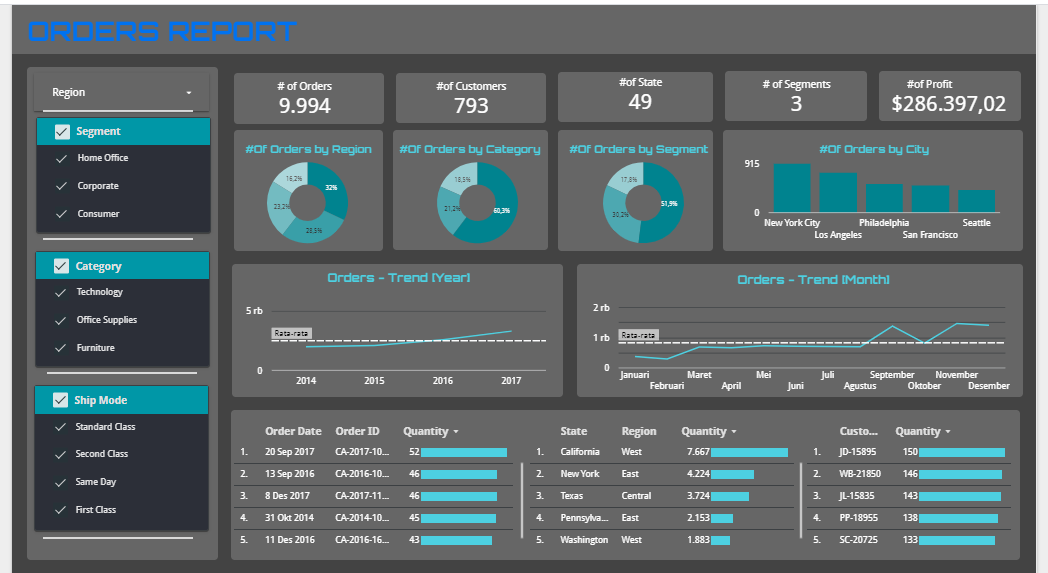 ORDERS REPORT
Region
Segment
Home Office
Corporate
Consumer
Category
Technology
Office Supplies
Furniture
Ship Mode
Standard Class
Second Class
Same Day
First Class
# of Orders
9.994
#of Customers
793
#of State
49
# of Segments
3
#of Profit
$286.397,02
#Of Orders by Region
16,2%
32%
23,2%
28,5%
#Of Orders by Category
18,5%
21,2%
60,3%
#Of Orders by Segment
17,8%
51,9%
30,2%
#Of Orders by City
915
0
New York City Philadelphia Seattle
Los Angeles San Francisco
Orders - Trend (Year)
5 rb
Rata-rata
0
2014 2015 2016 2017
Orders - Trend (Month)
2 rb
1 rb Rata-rata
0
Januari Maret Mei Juli September November
Februari April Juni Agustus Oktober Desember
Order Date Order ID Quantity
1. 20 Sep 2017 CA-2017-10... 52
2. 13 Sep 2016 CA-2016-10... 46
3. 8 Des 2017 CA-2017-11... 46
4. 31 Okt 2014 CA-2014-10... 45
5. 11 Des 2016 CA-2016-16... 43
State Region Quantity
1. California West 7.667
2. New York East 4.224
3. Texas Central 3.724
4. Pennsylva... East 2.153
5. Washington West 1.883
Custo... Quantity
1. JD-15895 150
2. WB-21850 146
3. JL-15835 143
4. PP-18955 138
5. SC-20725 133